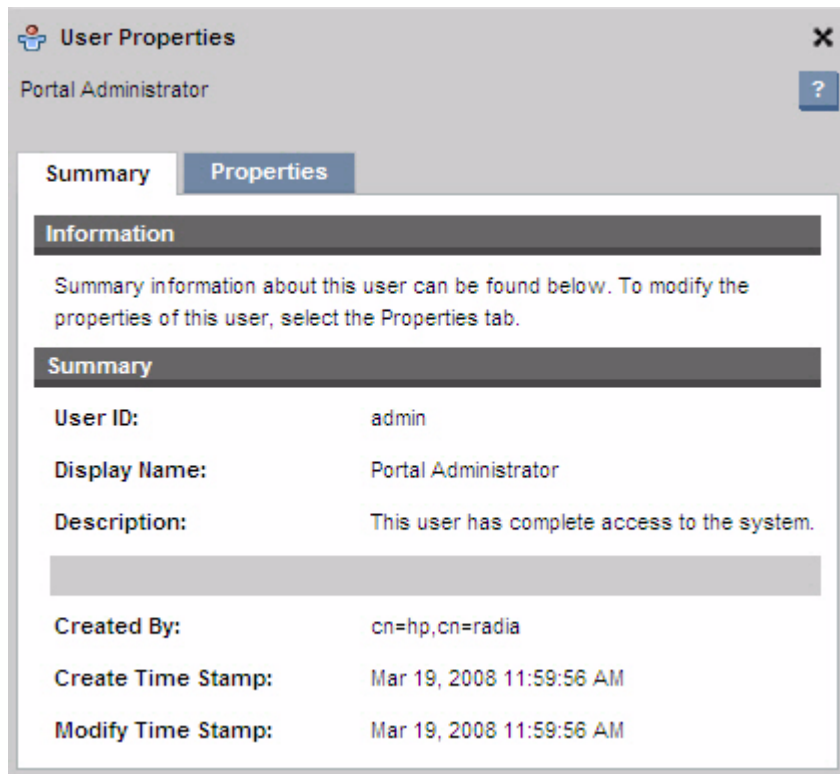 User Properties
Portal Administrator
?
Summary Properties
Information
Summary information about this user can be found below. To modify the
properties of this user, select the Properties tab.
Summary
User ID: admin
Display Name: Portal Administrator
Description: This user has complete access to the system.
Created By: cn=hp,cn=radia
Create Time Stamp: Mar 19, 2008 11:59:56 AM
Modify Time Stamp: Mar 19, 2008 11:59:56 AM